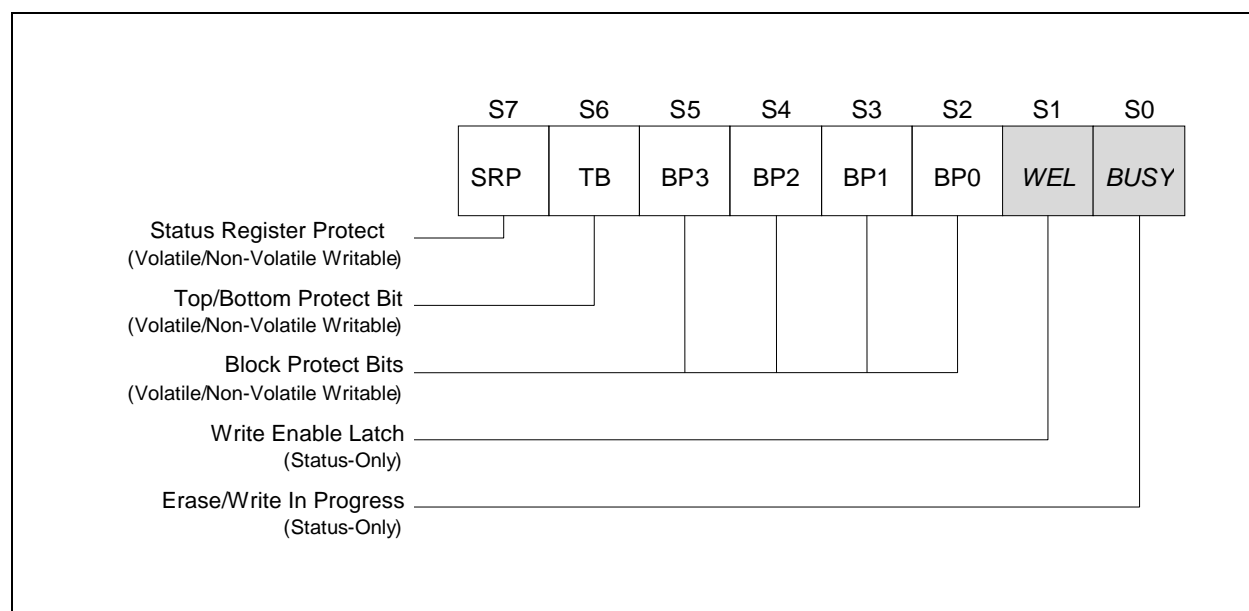 S7 S6 S5 S4 S3 S2 S1 S0
SRP TB BP3 BP2 BP1 BP0 WEL BUSY
Status Register Protect
(Volatile/Non-Volatile Writable)
Top/Bottom Protect Bit
(Volatile/Non-Volatile Writable)
Block Protect Bits
(Volatile/Non-Volatile Writable)
Write Enable Latch
(Status-Only)
Erase/Write In Progress
(Status-Only)